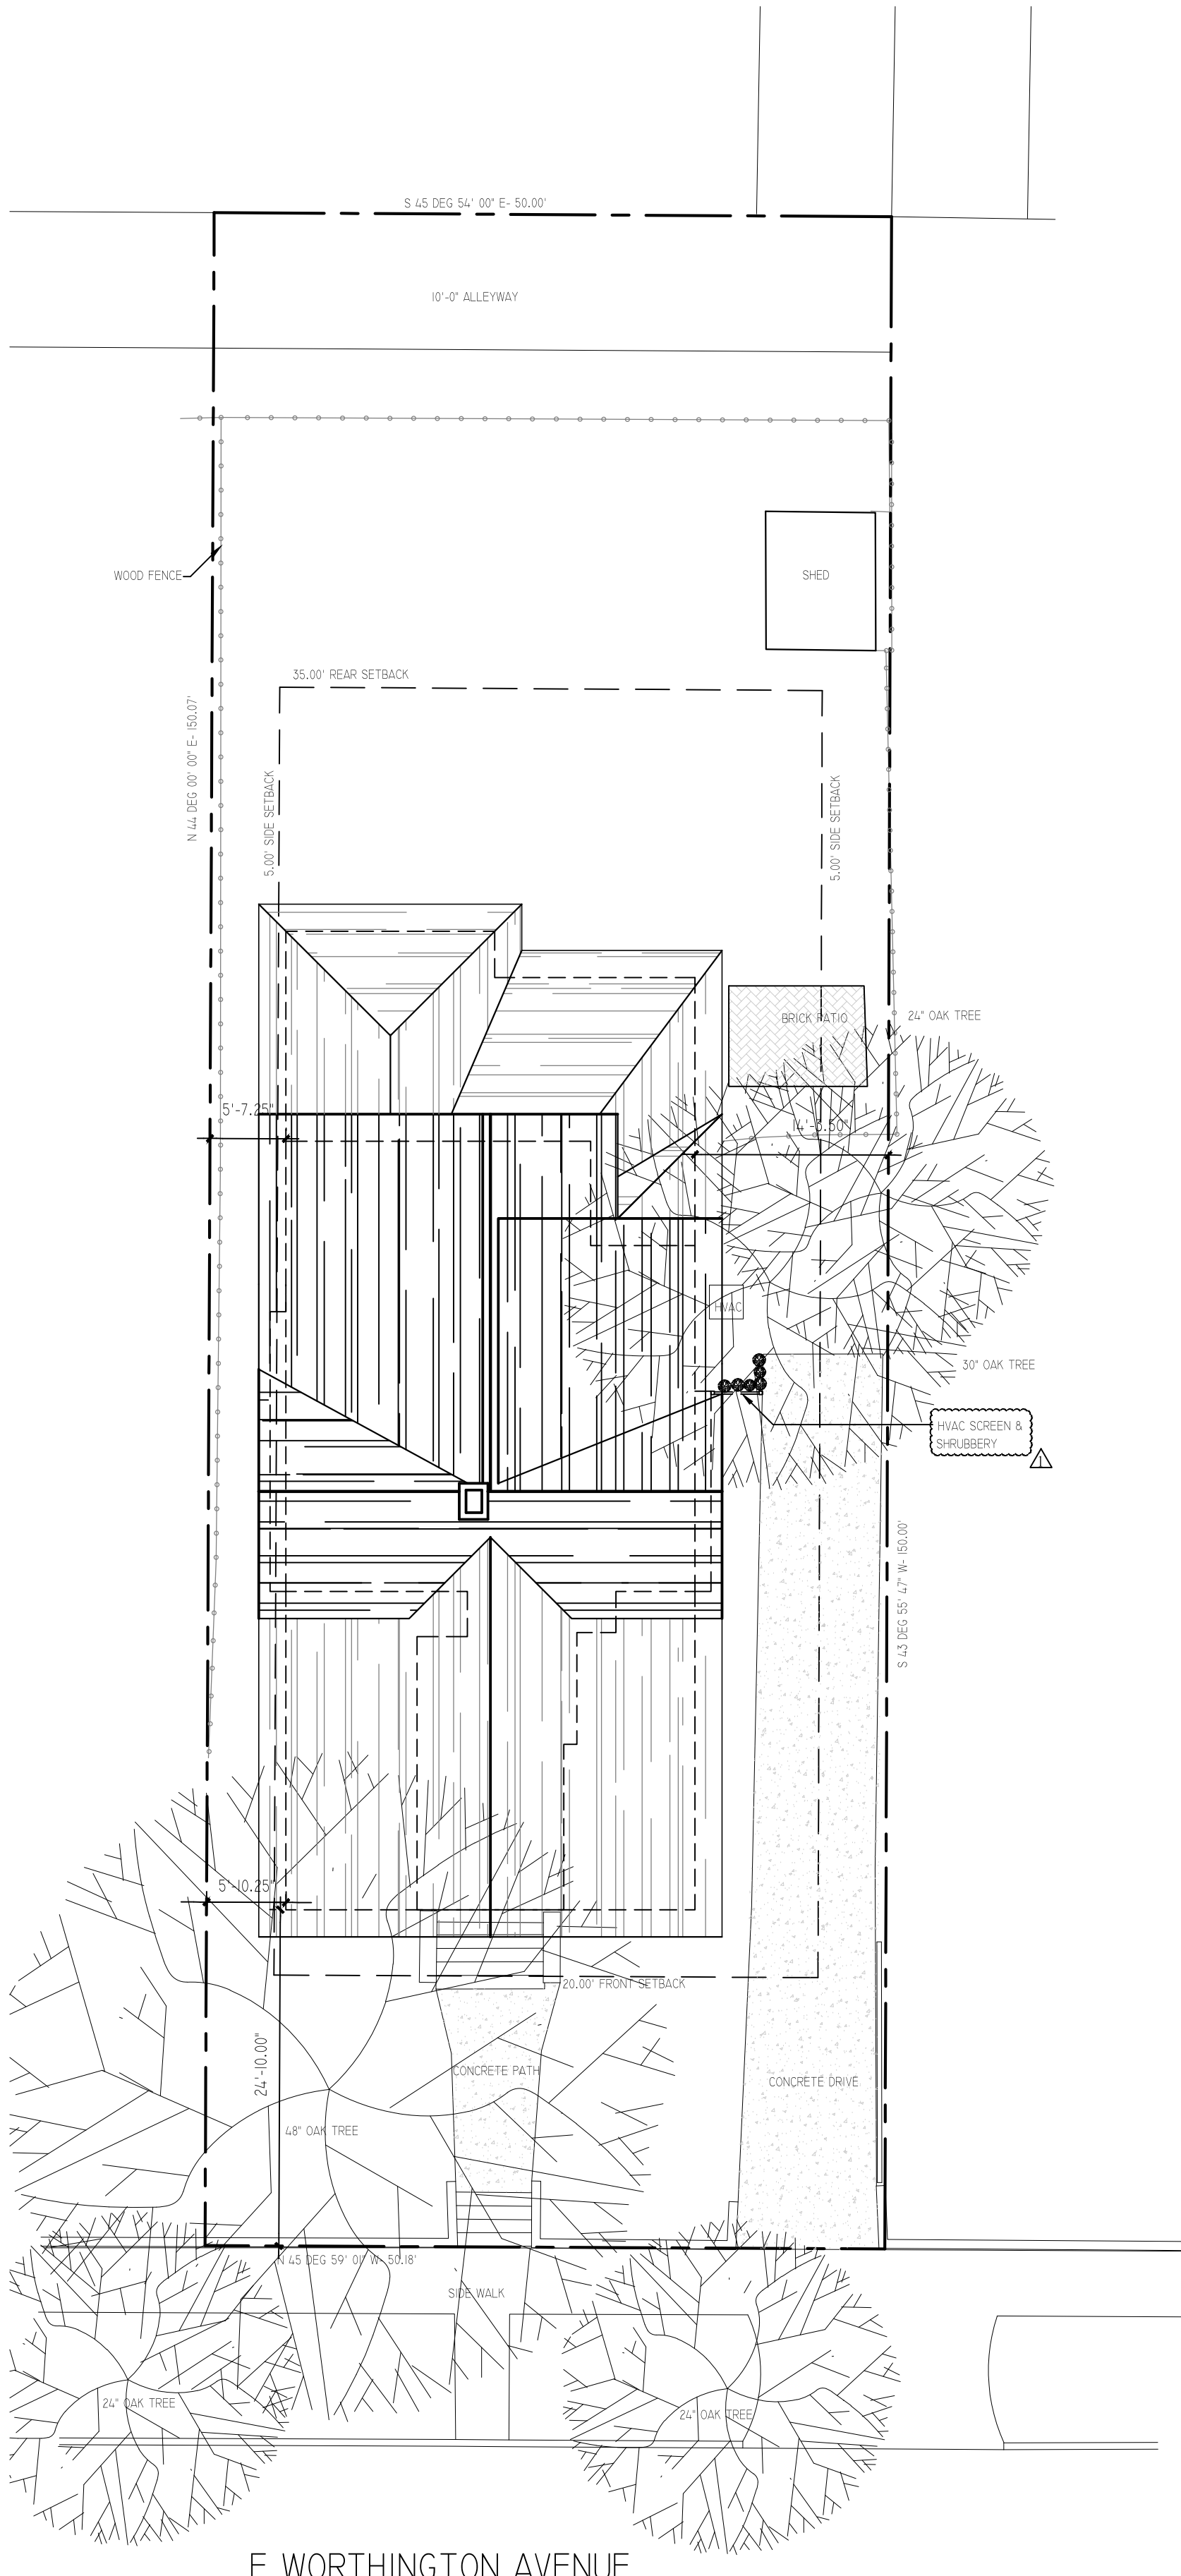 S 45 DEG 54' 00" E- 50.00'
10'-0" ALLEYWAY
WOOD FENCE
SHED
35.00' REAR SETBACK
N 44 DEG 00' 00" E- 150.07'
5.00' SIDE SETBACK
5.00' SIDE SETBACK
BRICK PATIO
24" OAK TREE
5'-7.25"
14'-3.50"
HVAC
30" OAK TREE
HVAC SCREEN &
SHRUBBERY
1
S 43 DEG 55' 47" W- 150.00'
5'-10.25"
20.00' FRONT SETBACK
24'-10.00"
CONCRETE PATH
CONCRETE DRIVE
48" OAK TREE
N 45 DEG 59' 01" W- 50.18'
SIDE WALK
24" OAK TREE
24" OAK TREE
E WORTHINGTON AVENUE